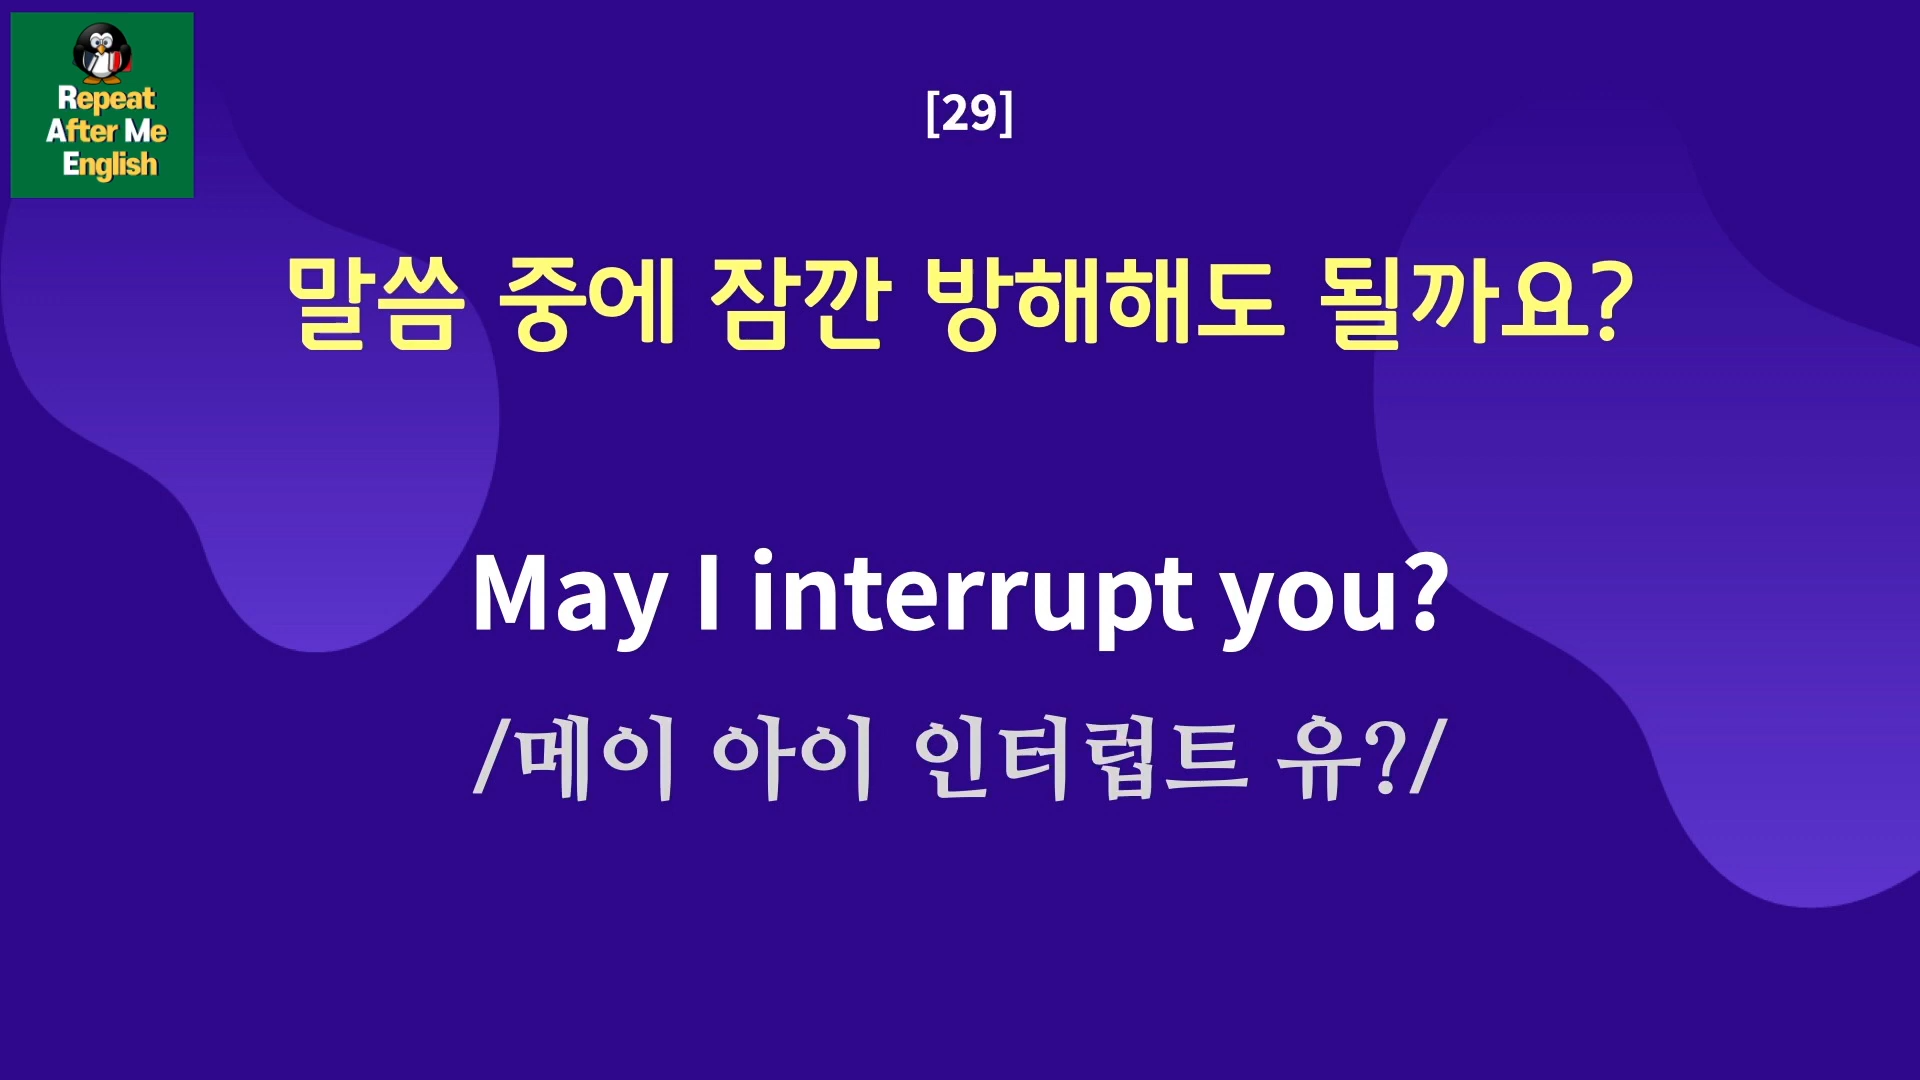 Repeat
After Me
English
[29]
말씀 중에 잠깐 방해해도 될까요?
May I interrupt you?
/메이 아이 인터럽트 유?/